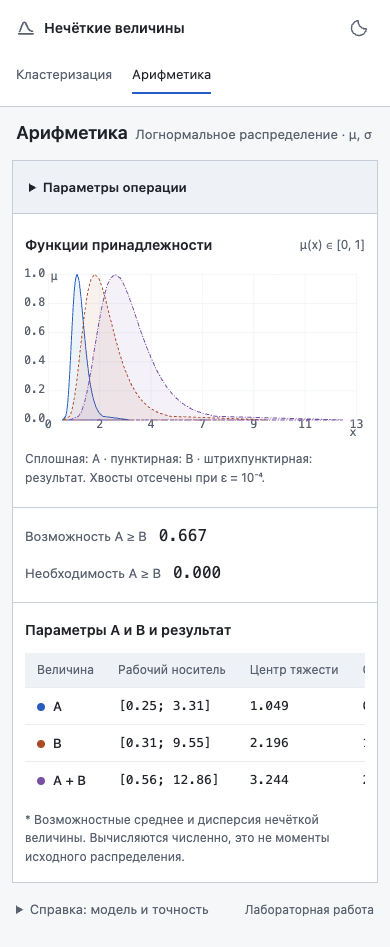 Нечёткие величины
Кластеризация Арифметика
Арифметика Логнормальное распределение · μ, σ
Параметры операции
Функции принадлежности μ(x) ∈ [0, 1]
1.0 μ
0.8
0.6
0.4
0.2
0.0
0 2 4 7 9 11 13
x
Сплошная: A · пунктирная: B · штрихпунктирная:
результат. Хвосты отсечены при ε = 10⁻⁴.
Возможность A ≥ B 0.667
Необходимость A ≥ B 0.000
Параметры A и B и результат
Величина Рабочий носитель Центр тяжести
A [0.25; 3.31] 1.049
B [0.31; 9.55] 2.196
A + B [0.56; 12.86] 3.244
* Возможностные среднее и дисперсия нечёткой
величины. Вычисляются численно, это не моменты
исходного распределения.
Справка: модель и точность Лабораторная работа